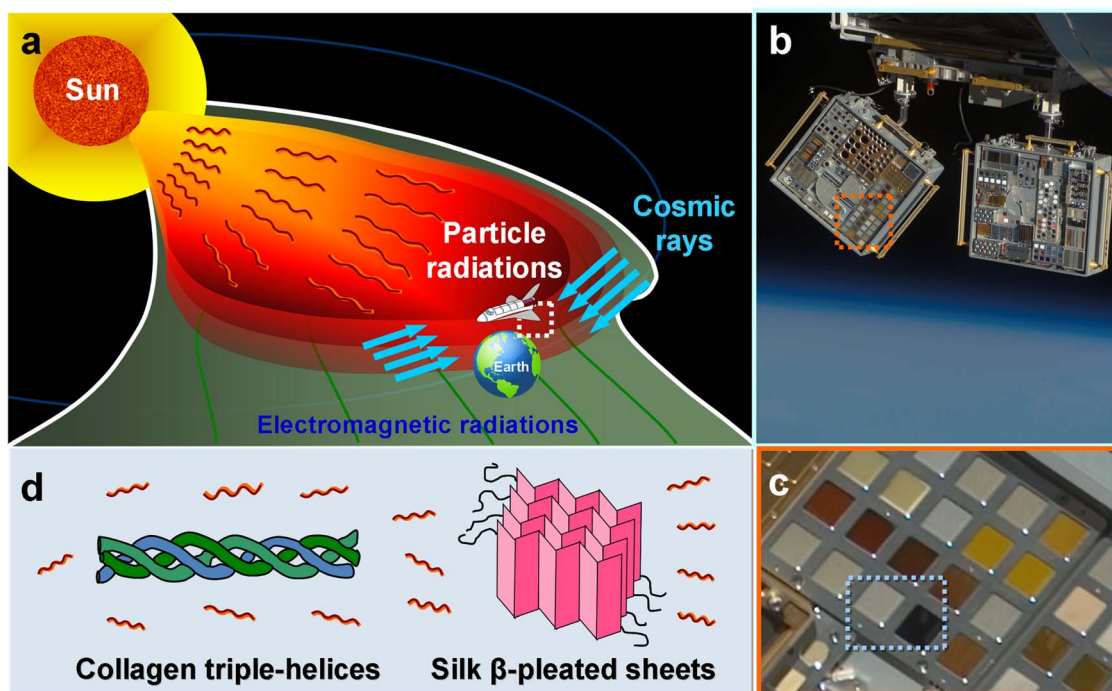 a
Sun
Particle
radiations
Cosmic
rays
Earth
Electromagnetic radiations
b
c
d
Collagen triple-helices
Silk β-pleated sheets